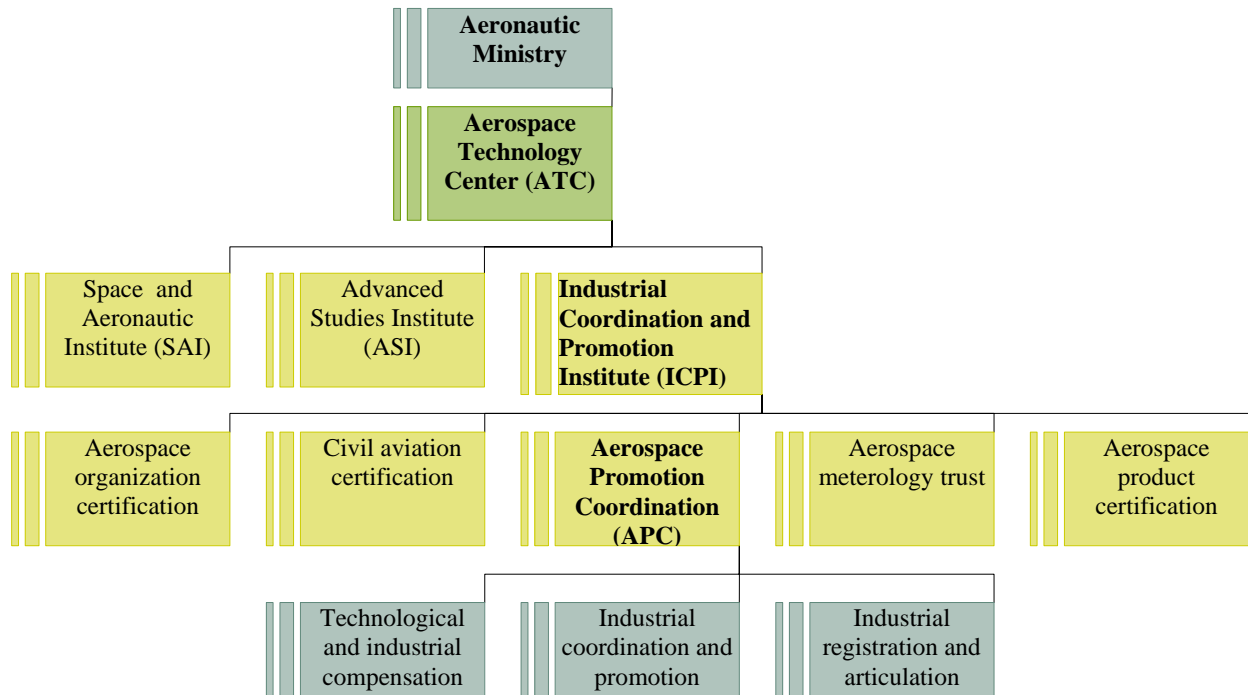 Aeronautic
Ministry
Aerospace
Technology
Center (ATC)
Space and
Aeronautic
Institute (SAI)
Advanced
Studies Institute
(ASI)
Industrial
Coordination and
Promotion
Institute (ICPI)
Aerospace
organization
certification
Civil aviation
certification
Aerospace
Promotion
Coordination
(APC)
Aerospace
meterology trust
Aerospace
product
certification
Technological
and industrial
compensation
Industrial
coordination and
promotion
Industrial
registration and
articulation